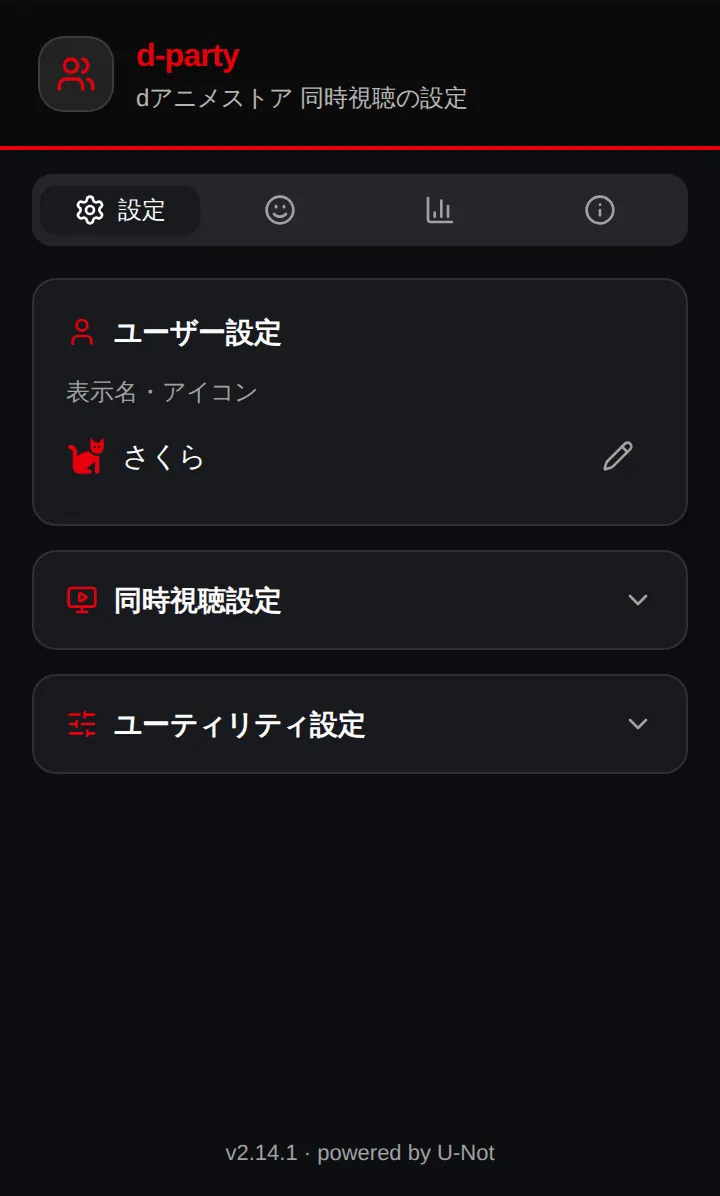 d-party
dアニメストア 同時視聴の設定
設定
ユーザー設定
表示名・アイコン
さくら
同時視聴設定
ユーティリティ設定
v2.14.1 · powered by U-Not